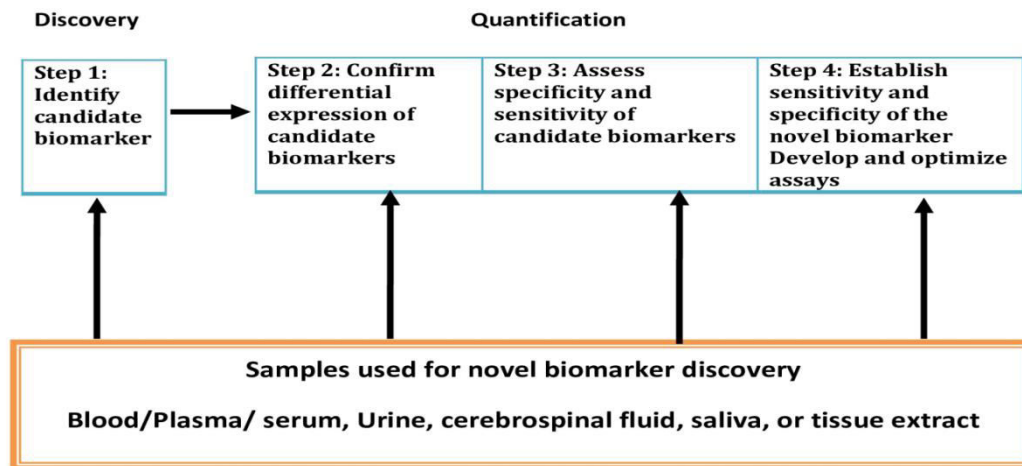 Discovery
Quantification
Step 1:
Identify
candidate
biomarker
Step 2: Confirm
differential
expression of
candidate
biomarkers
Step 3: Assess
specificity and
sensitivity of
candidate biomarkers
Step 4: Establish
sensitivity and
specificity of the
novel biomarker
Develop and optimize
assays
Samples used for novel biomarker discovery
Blood/Plasma/ serum, Urine, cerebrospinal fluid, saliva, or tissue extract